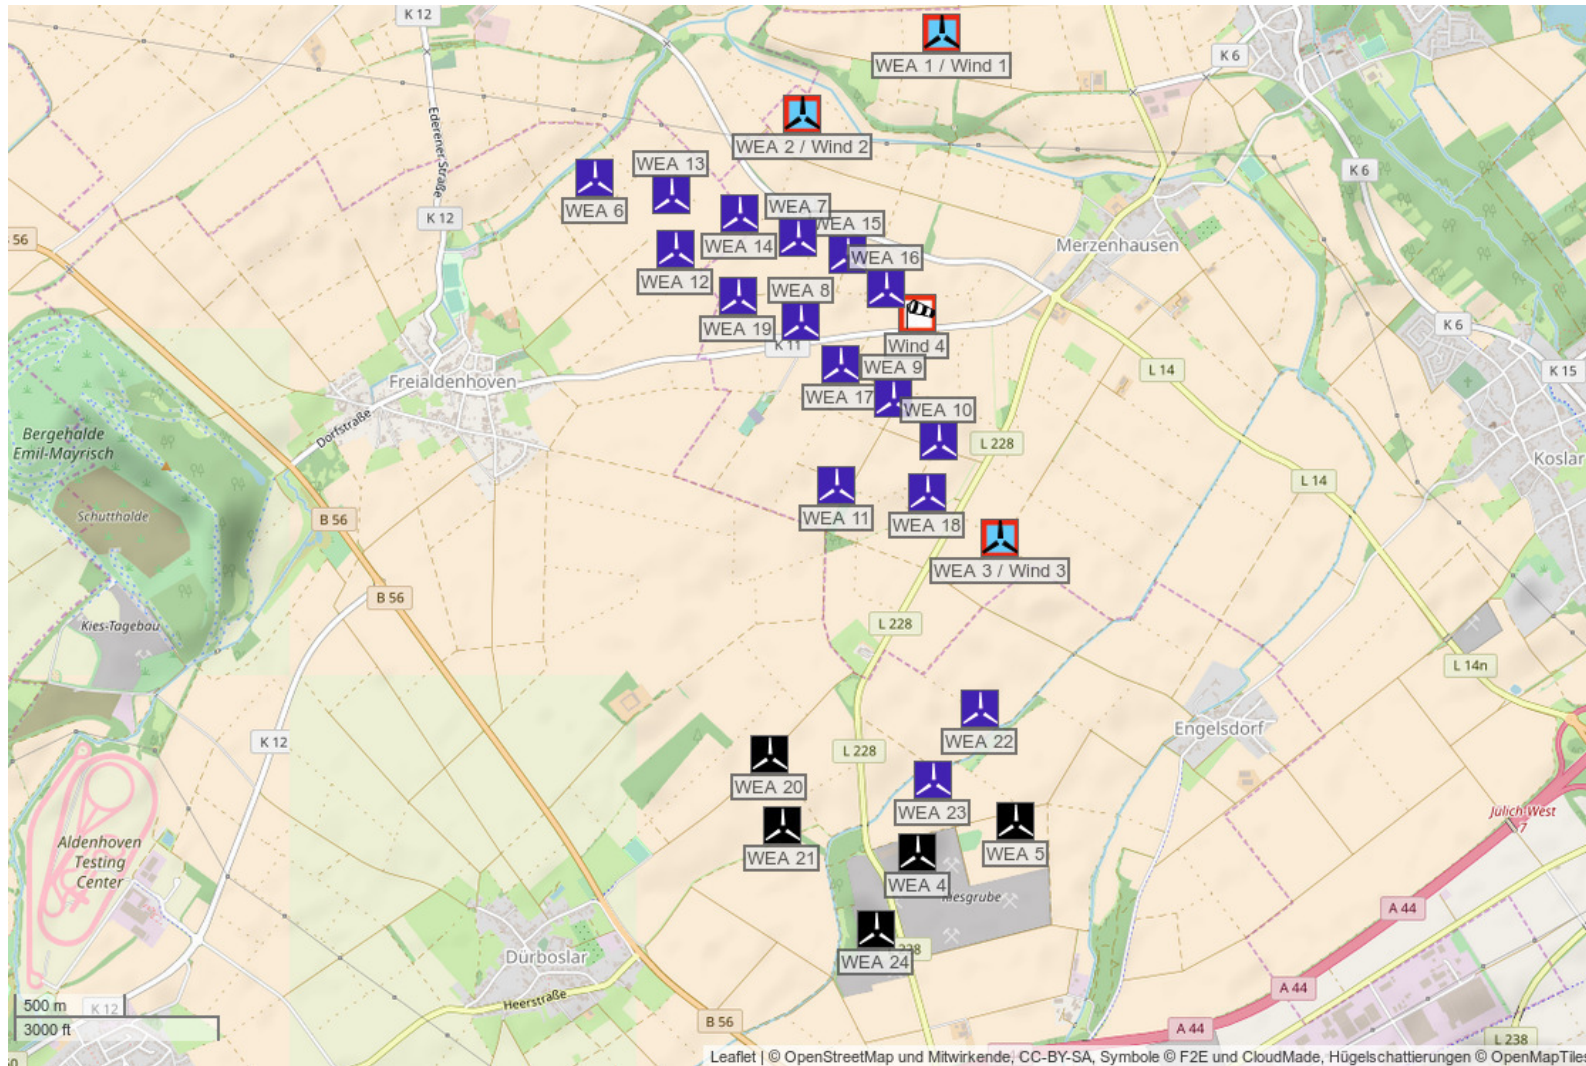 K 12
WEA 1 / Wind 1
K 6
Ederener Straße
WEA 2 / Wind 2
WEA 13
K 6
WEA 6
WEA 7
K 12
WEA 15
56
WEA 14
Merzenhausen
WEA 16
WEA 12
WEA 8
WEA 19
K 6
Wind 4
K 11
WEA 9
L 14
K 15
Freialdenhoven
WEA 17
WEA 10
Dorfstraße
Bergehalde
Emil-Mayrisch
L 228
Koslar
L 14
Schutthalde
B 56
WEA 11
WEA 18
WEA 3 / Wind 3
B 56
Kies-Tagebau
L 228
L 14n
Engelsdorf
K 12
WEA 22
L 228
WEA 20
WEA 23
Jülich-West
7
Aldenhoven
Testing
Center
WEA 21
WEA 5
WEA 4
Kiesgrube
A 44
228
Dürboslar
WEA 24
A 44
Heerstraße
500 m
K 12
B 56
3000 ft
A 44
L 238
Leaflet | © OpenStreetMap und Mitwirkende, CC-BY-SA, Symbole © F2E und CloudMade, Hügelschattierungen © OpenMapTiles